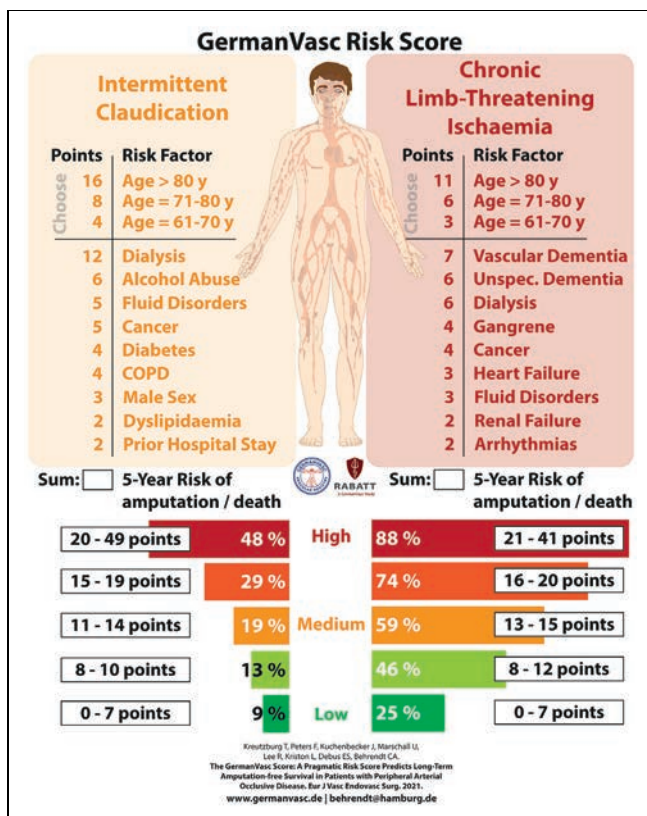 GermanVasc Risk Score
Intermittent
Claudication
Points Risk Factor
Choose
16 Age > 80 y
8 Age = 71-80 y
4 Age = 61-70 y
12 Dialysis
6 Alcohol Abuse
5 Fluid Disorders
5 Cancer
4 Diabetes
4 COPD
3 Male Sex
2 Dyslipidaemia
2 Prior Hospital Stay
Sum: 5-Year Risk of
amputation / death
Chronic
Limb-Threatening
Ischaemia
Points Risk Factor
Choose
11 Age > 80 y
6 Age = 71-80 y
3 Age = 61-70 y
7 Vascular Dementia
6 Unspec. Dementia
6 Dialysis
4 Gangrene
4 Cancer
3 Heart Failure
3 Fluid Disorders
2 Renal Failure
2 Arrhythmias
RABATT
Sum: 5-Year Risk of
amputation / death
20 - 49 points 48 % High 88 % 21 - 41 points
15 - 19 points 29 % 74 % 16 - 20 points
11 - 14 points 19 % Medium 59 % 13 - 15 points
8 - 10 points 13 % 46 % 8 - 12 points
0 - 7 points 9 % Low 25 % 0 - 7 points
Kreutzburg T, Peters F, Kuchenbecker J, Marschall U,
Lee R, Kriston L, Debus ES, Behrendt CA.
The GermanVasc Score: A Pragmatic Risk Score Predicts Long-Term
Amputation-free Survival in Patients with Peripheral Arterial
Occlusive Disease. Eur J Vasc Endovasc Surg. 2021.
www.germanvasc.de | behrendt@hamburg.de